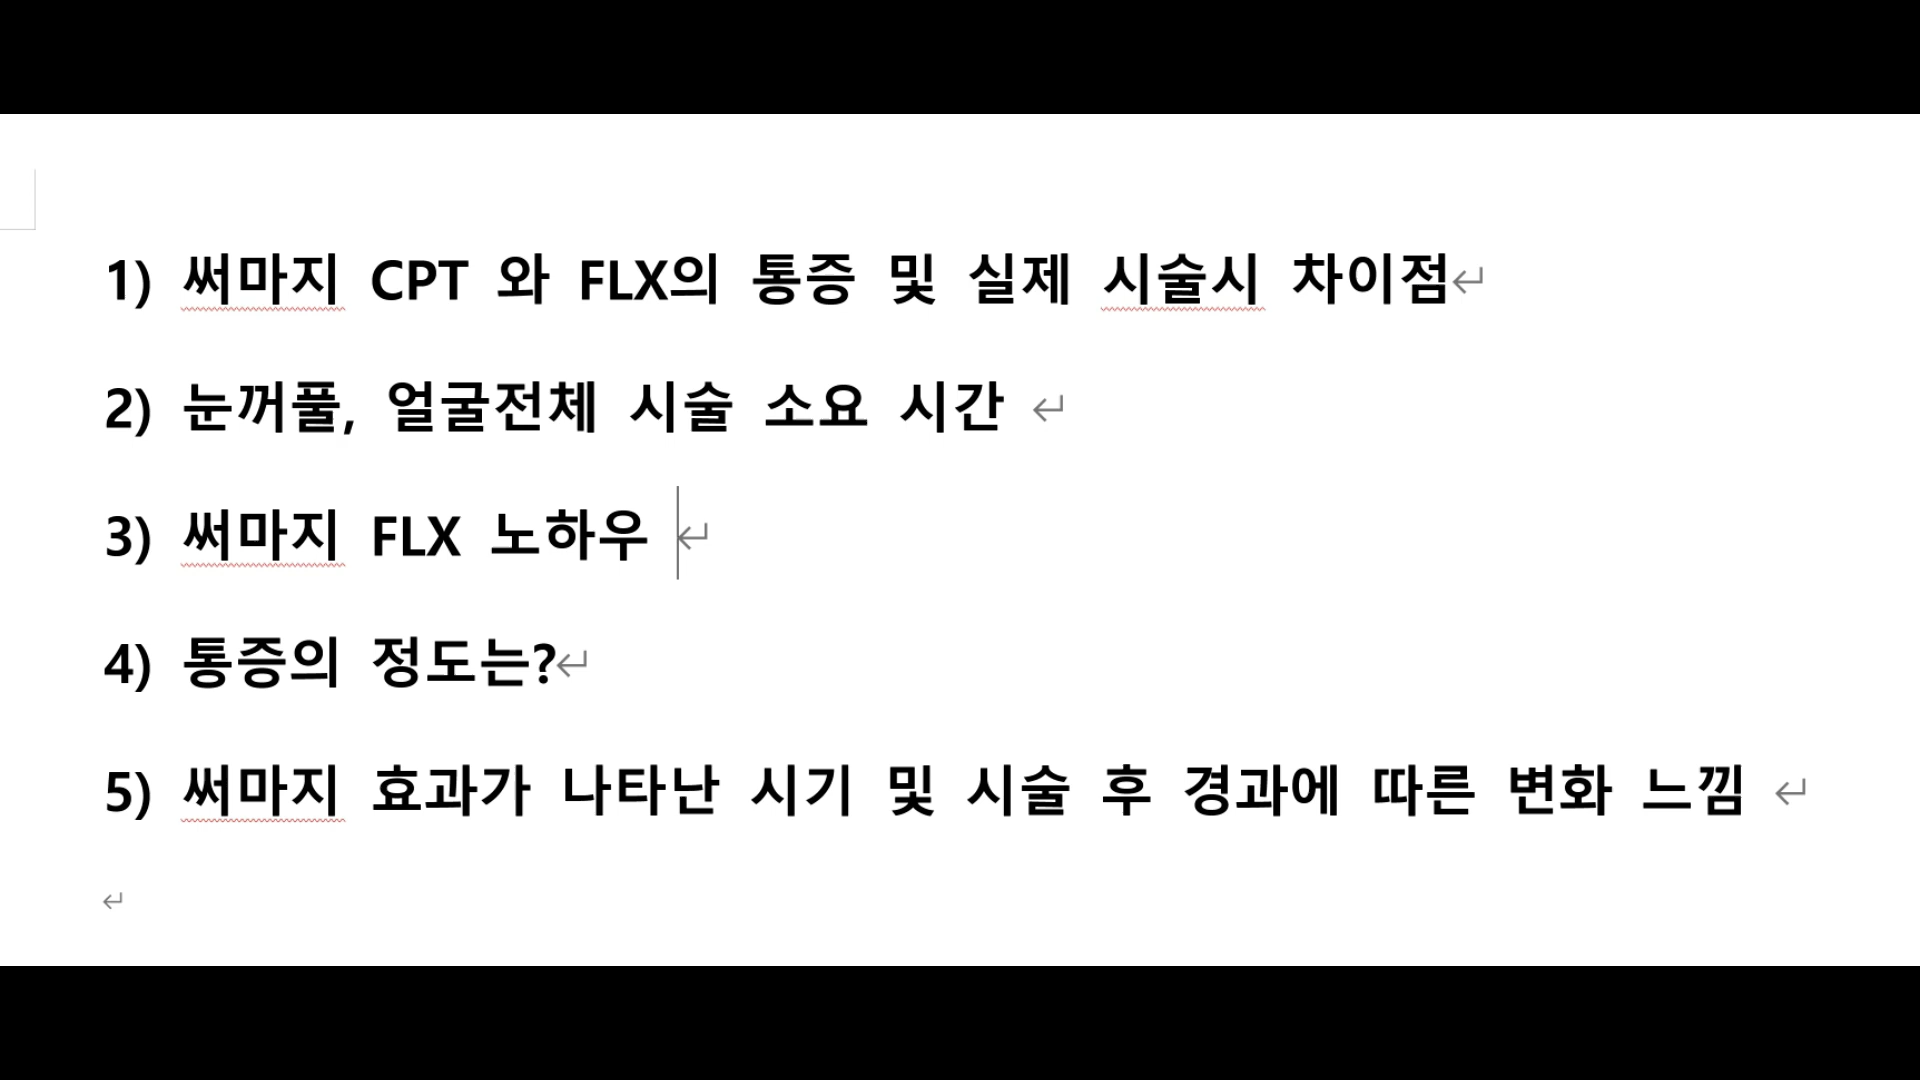 1) 써마지 CPT 와 FLX의 통증 및 실제 시술시 차이점
2) 눈꺼풀, 얼굴전체 시술 소요 시간
3) 써마지 FLX 노하우
4) 통증의 정도는?
5) 써마지 효과가 나타난 시기 및 시술 후 경과에 따른 변화 느낌